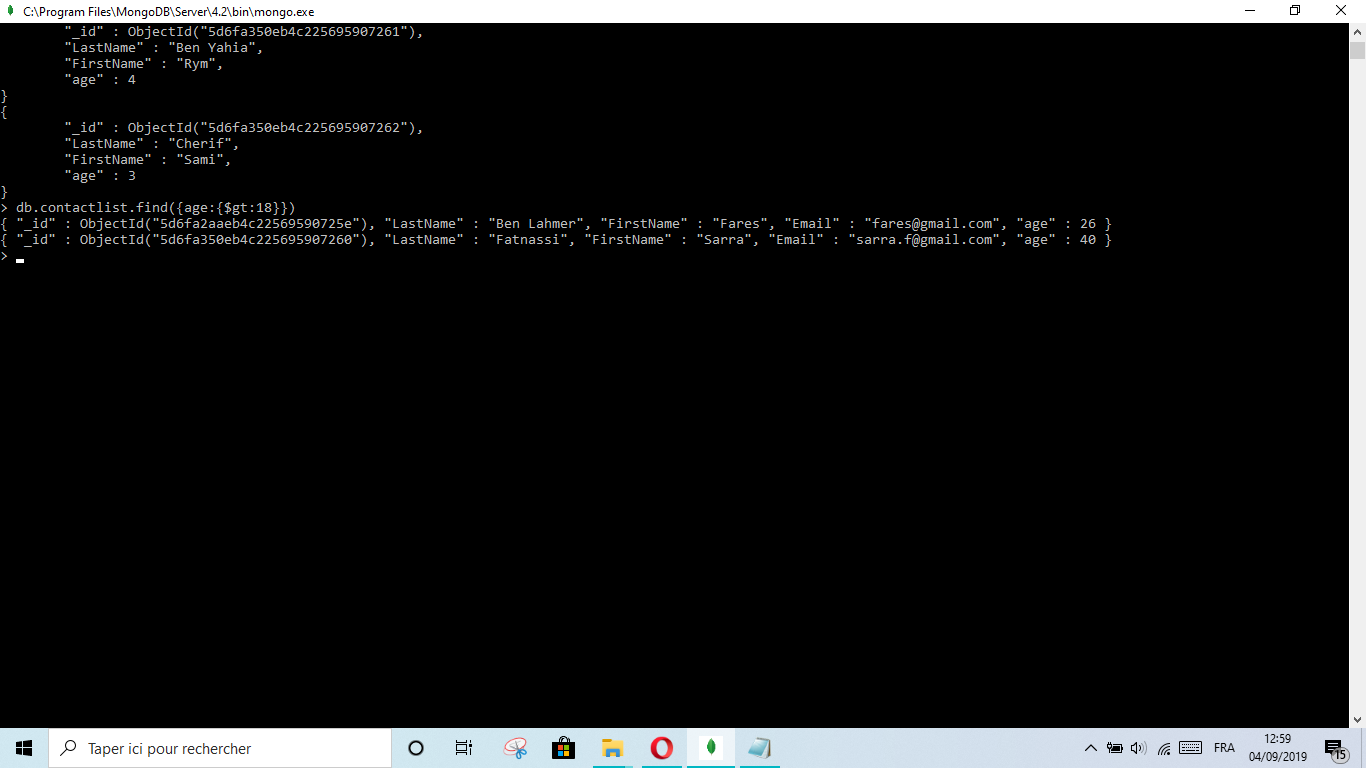 C:\Program Files\MongoDB\Server\4.2\bin\mongo.exe
"_id" : ObjectId("5d6fa350eb4c225695907261"),
"LastName" : "Ben Yahia",
"FirstName" : "Rym",
"age" : 4
}
{
"_id" : ObjectId("5d6fa350eb4c225695907262"),
"LastName" : "Cherif",
"FirstName" : "Sami",
"age" : 3
}
> db.contactlist.find({age:{$gt:18}})
{ "_id" : ObjectId("5d6fa2aaeb4c22569590725e"), "LastName" : "Ben Lahmer", "FirstName" : "Fares", "Email" : "fares@gmail.com", "age" : 26 }
{ "_id" : ObjectId("5d6fa350eb4c225695907260"), "LastName" : "Fatnassi", "FirstName" : "Sarra", "Email" : "sarra.f@gmail.com", "age" : 40 }
>
Taper ici pour rechercher
FRA
12:59
04/09/2019
15